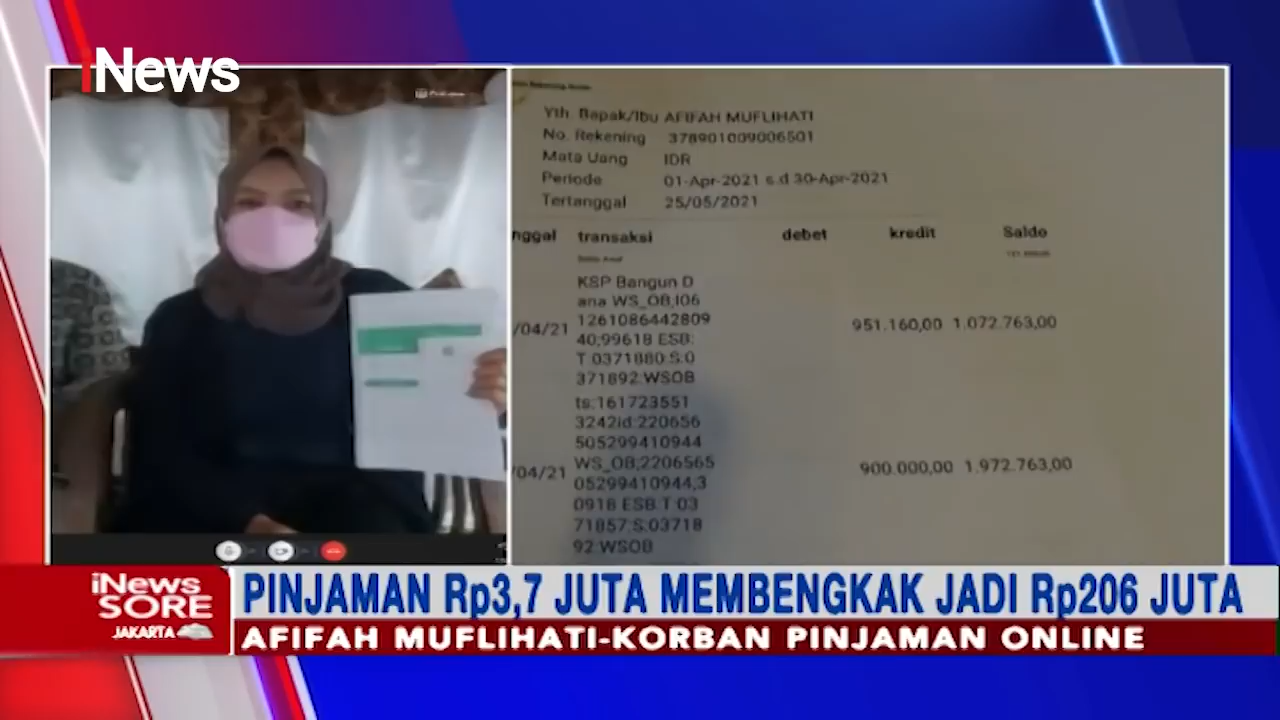 iNews
Yth. Bapak/Ibu AFIFAH MUFLIHATI
No. Rekening 378901009006501
Mata Uang IDR
Periode 01-Apr-2021 s.d 30-Apr-2021
Tertanggal 25/05/2021
nggal transaksi debet kredit Saldo
KSP Bangun D
ana WS_OB;I06
/04/21 1261086442809 951.160,00 1.072.763,00
40;99618 ESB:
T 0371880:S:0
371892:WSOB
ts:161723551
3242id:220656
505299410944
/04/21 WS_OB;2206565 900.000,00 1.972.763,00
05299410944,3
0918 ESB:T 03
71857:S:03718
92:WSOB
iNews
SORE
JAKARTA
PINJAMAN Rp3,7 JUTA MEMBENGKAK JADI Rp206 JUTA
AFIFAH MUFLIHATI-KORBAN PINJAMAN ONLINE